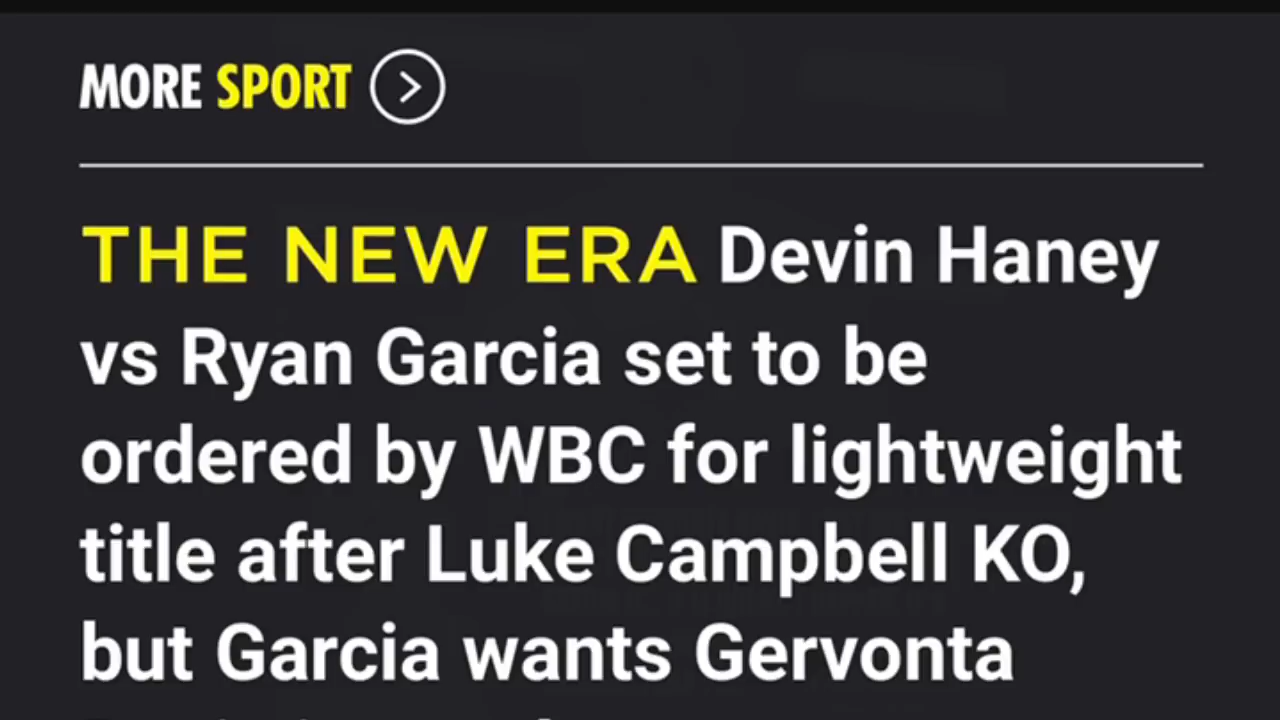 MORE SPORT
THE NEW ERA Devin Haney
vs Ryan Garcia set to be
ordered by WBC for lightweight
title after Luke Campbell KO,
but Garcia wants Gervonta